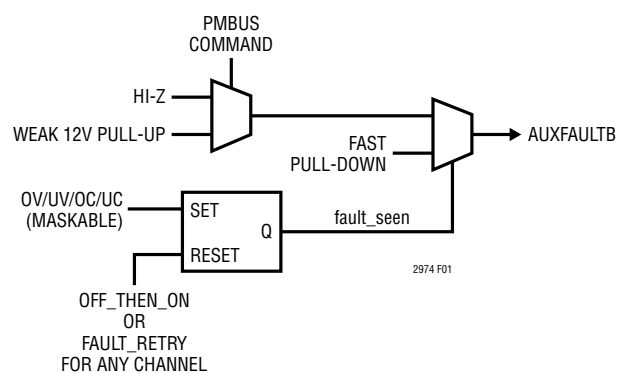 PMBUS
COMMAND
HI-Z
WEAK 12V PULL-UP
AUXFAULTB
FAST
PULL-DOWN
OV/UV/OC/UC
(MASKABLE)
SET
Q
fault_seen
RESET
2974 F01
OFF_THEN_ON
OR
FAULT_RETRY
FOR ANY CHANNEL